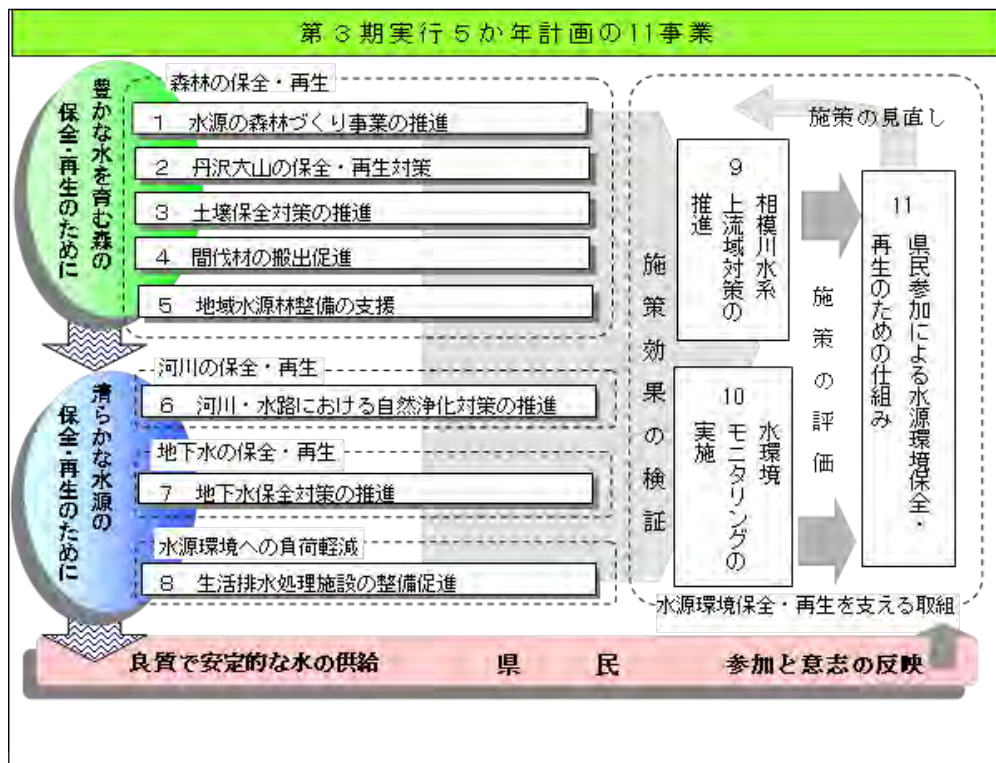 第３期実行５か年計画の11事業
豊かな水を育む森の
保全・再生のために
森林の保全・再生
1 水源の森林づくり事業の推進
2 丹沢大山の保全・再生対策
3 土壌保全対策の推進
4 間伐材の搬出促進
5 地域水源林整備の支援
清らかな水源の
保全・再生のために
河川の保全・再生
6 河川・水路における自然浄化対策の推進
地下水の保全・再生
7 地下水保全対策の推進
水源環境への負荷軽減
8 生活排水処理施設の整備促進
施策効果の検証
9
相模川水系
上流域対策の
推進
10
水環境
モニタリングの
実施
施策の評価
施策の見直し
11
県民参加による水源環境保全・
再生のための仕組み
水源環境保全・再生を支える取組
良質で安定的な水の供給 県 民 参加と意志の反映